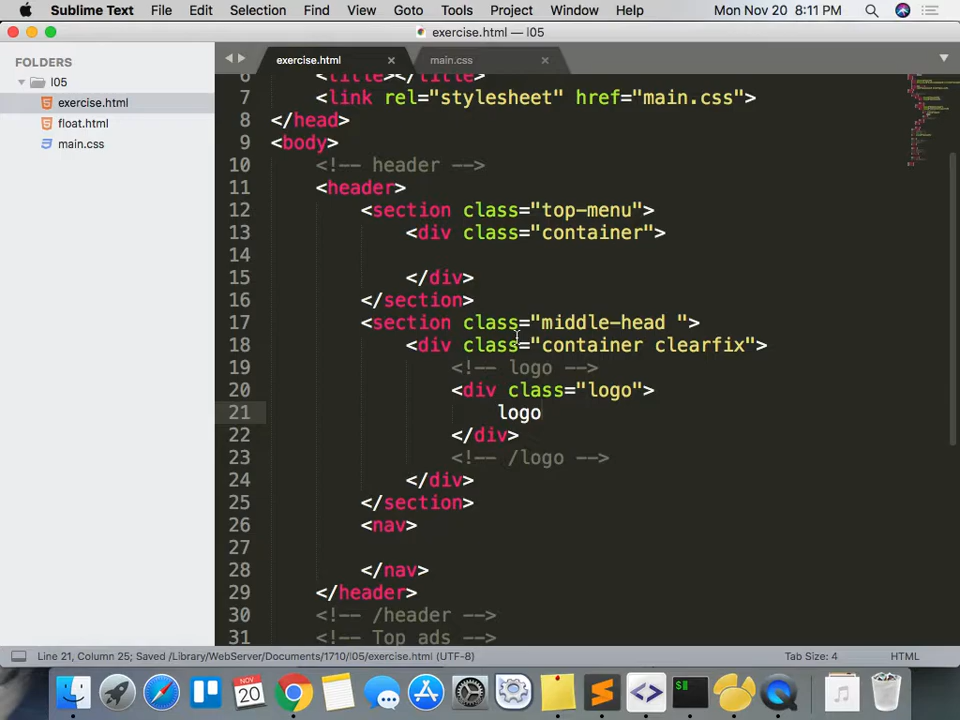 Sublime Text File Edit Selection Find View Goto Tools Project Window Help Mon Nov 20 8:11 PM
exercise.html — l05
FOLDERS
l05
exercise.html
float.html
main.css
exercise.html main.css
6 <title></title>
7 <link rel="stylesheet" href="main.css">
8 </head>
9 <body>
10 <!-- header -->
11 <header>
12 <section class="top-menu">
13 <div class="container">
14
15 </div>
16 </section>
17 <section class="middle-head ">
18 <div class="container clearfix">
19 <!-- logo -->
20 <div class="logo">
21 logo
22 </div>
23 <!-- /logo -->
24 </div>
25 </section>
26 <nav>
27
28 </nav>
29 </header>
30 <!-- /header -->
31 <!-- Top ads -->
Line 21, Column 25; Saved /Library/WebServer/Documents/1710/l05/exercise.html (UTF-8) Tab Size: 4 HTML
NOV
20